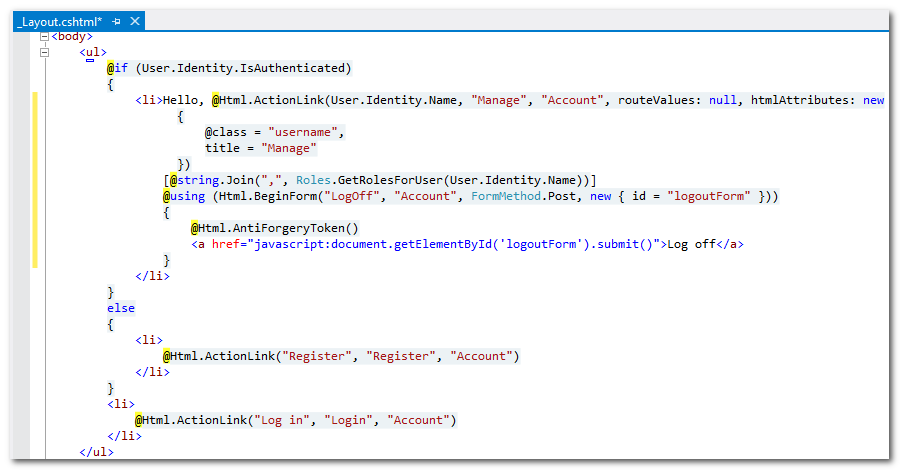 _Layout.cshtml*
<body>
<ul>
@if (User.Identity.IsAuthenticated)
{
<li>Hello, @Html.ActionLink(User.Identity.Name, "Manage", "Account", routeValues: null, htmlAttributes: new
{
@class = "username",
title = "Manage"
})
[@string.Join(",", Roles.GetRolesForUser(User.Identity.Name))]
@using (Html.BeginForm("LogOff", "Account", FormMethod.Post, new { id = "logoutForm" }))
{
@Html.AntiForgeryToken()
<a href="javascript:document.getElementById('logoutForm').submit()">Log off</a>
}
</li>
}
else
{
<li>
@Html.ActionLink("Register", "Register", "Account")
</li>
}
<li>
@Html.ActionLink("Log in", "Login", "Account")
</li>
</ul>